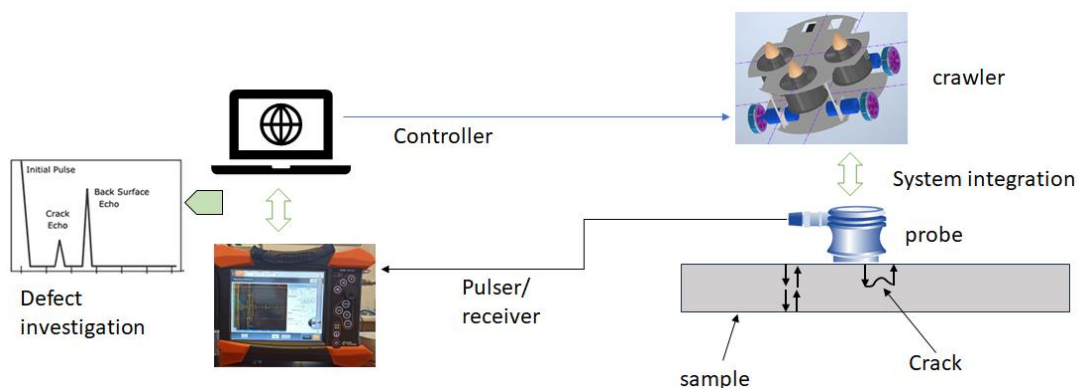 crawler
Controller
Initial Pulse
Back Surface
Echo
Crack
Echo
System integration
probe
Defect
investigation
Pulser/
receiver
sample
Crack